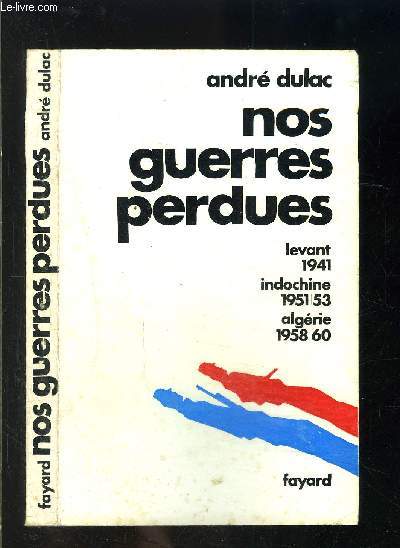 Le-Livre.com
andré dulac
nos
guerres
perdues
levant
1941
indochine
1951/53
algérie
1958/60
fayard
fayard nos guerres perdues andré dulac